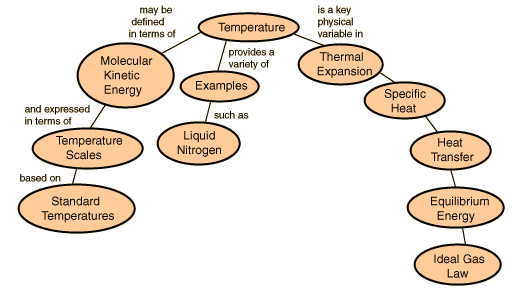 may be
defined
in terms of
Temperature
is a key
physical
variable in
Molecular
Kinetic
Energy
provides a
variety of
Thermal
Expansion
Examples
Specific
Heat
and expressed
in terms of
such as
Temperature
Scales
Liquid
Nitrogen
Heat
Transfer
based on
Standard
Temperatures
Equilibrium
Energy
Ideal Gas
Law